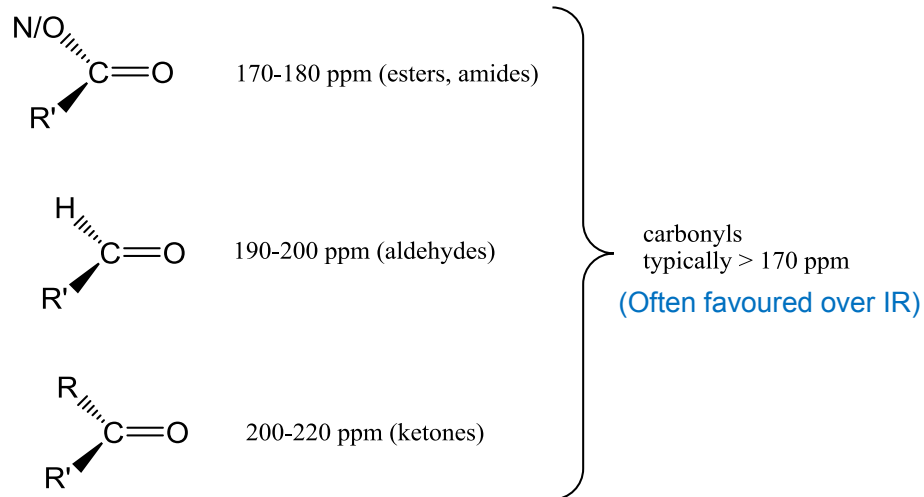 N/O
C=O
R'
170-180 ppm (esters, amides)
H
C=O
R'
190-200 ppm (aldehydes)
carbonyls
typically > 170 ppm
(Often favoured over IR)
R
C=O
R'
200-220 ppm (ketones)